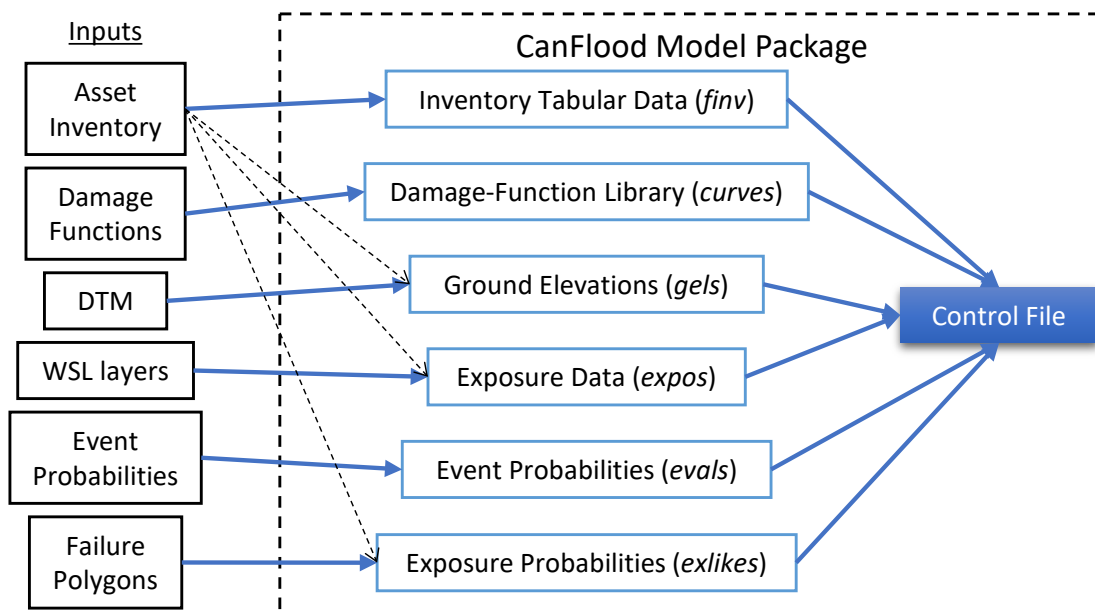 Inputs
Asset
Inventory
Damage
Functions
DTM
WSL layers
Event
Probabilities
Failure
Polygons
CanFlood Model Package
Inventory Tabular Data (finv)
Damage-Function Library (curves)
Ground Elevations (gels)
Exposure Data (expos)
Event Probabilities (evals)
Exposure Probabilities (exlikes)
Control File